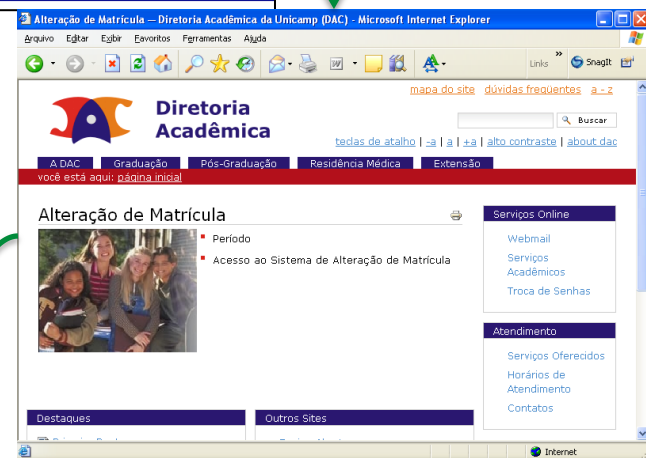 Alteração de Matrícula — Diretoria Acadêmica da Unicamp (DAC) - Microsoft Internet Explorer
Arquivo Editar Exibir Favoritos Ferramentas Ajuda
Links » SnagIt
mapa do site dúvidas freqüentes a - z
Diretoria
Acadêmica
Buscar
teclas de atalho | -a | a | +a | alto contraste | about dac
A DAC Graduação Pós-Graduação Residência Médica Extensão
você está aqui: página inicial
Alteração de Matrícula
Período
Acesso ao Sistema de Alteração de Matrícula
Serviços Online
Webmail
Serviços
Acadêmicos
Troca de Senhas
Atendimento
Serviços Oferecidos
Horários de
Atendimento
Contatos
Destaques
Outros Sites
Internet